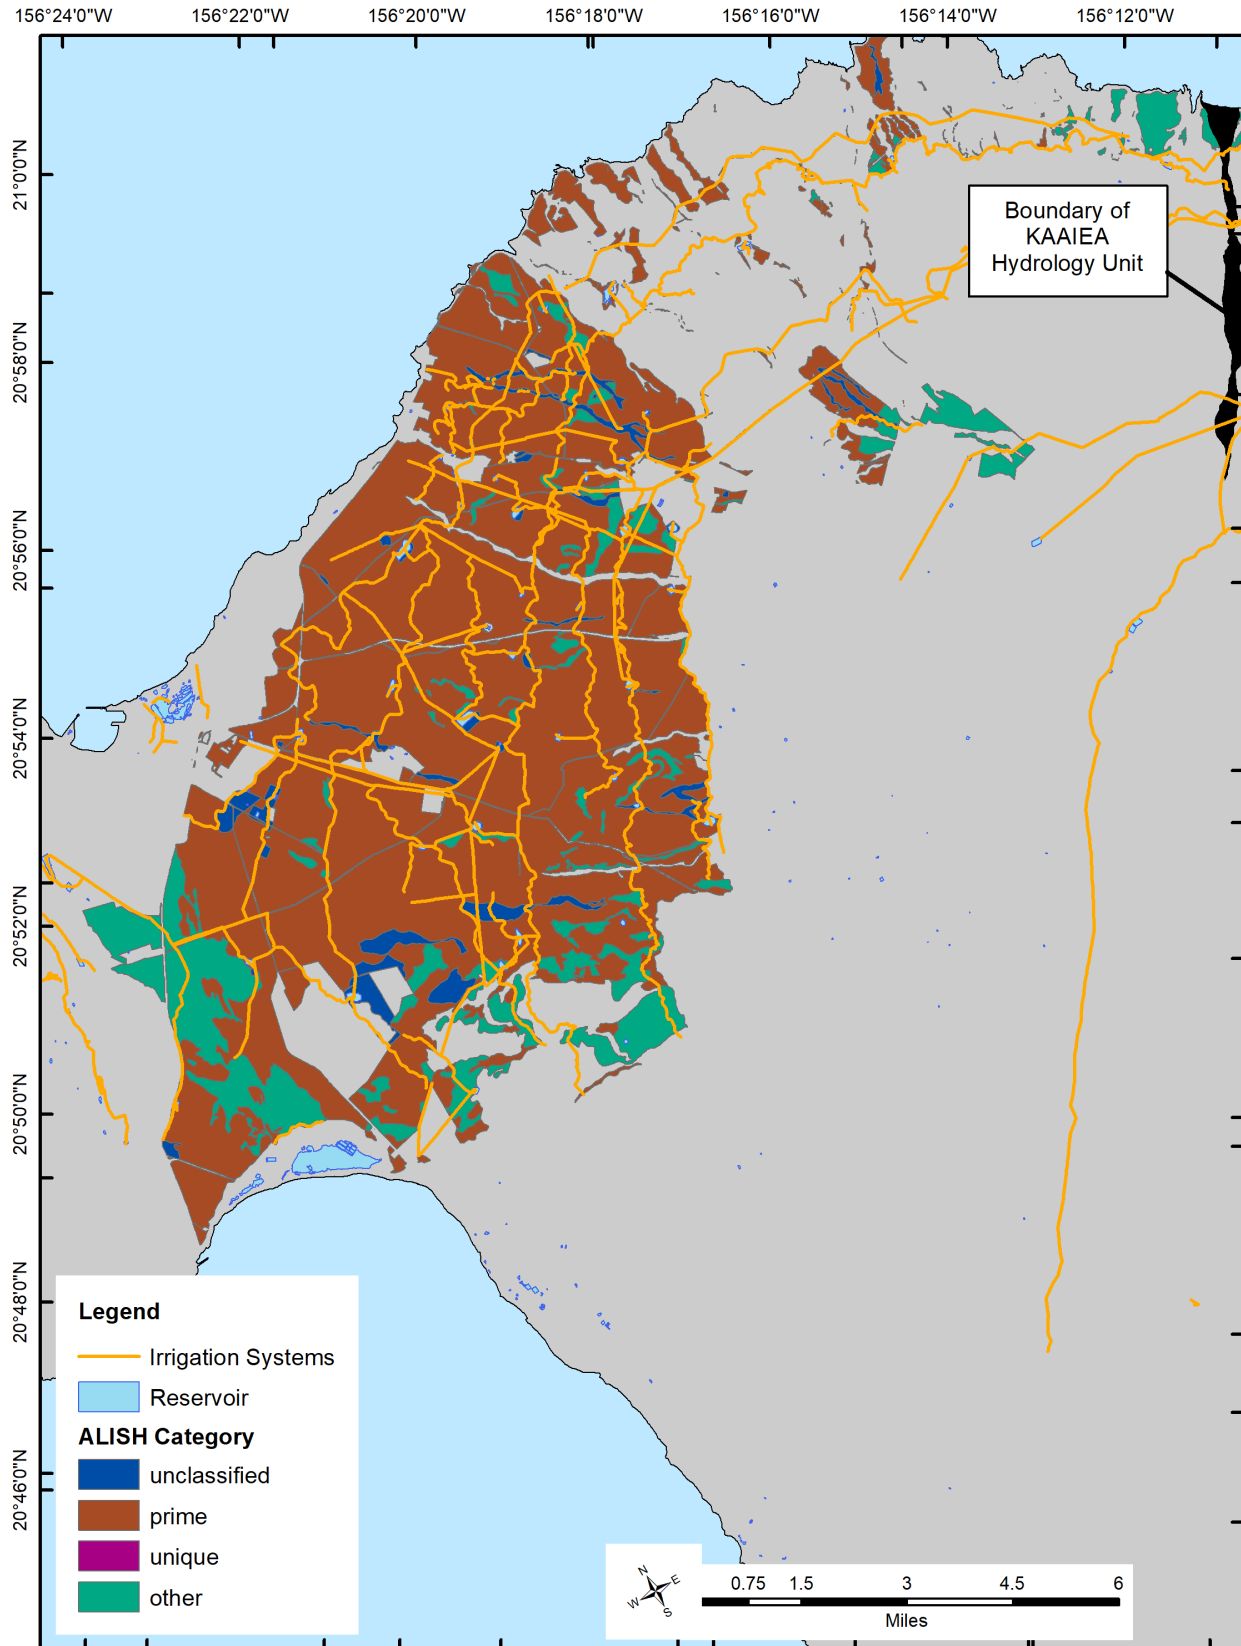 156°24'0"W
156°22'0"W
156°20'0"W
156°18'0"W
156°16'0"W
156°14'0"W
156°12'0"W
21°0'0"N
20°58'0"N
20°56'0"N
20°54'0"N
20°52'0"N
20°50'0"N
20°48'0"N
20°46'0"N
Boundary of
KAAIEA
Hydrology Unit
Legend
Irrigation Systems
Reservoir
ALISH Category
unclassified
prime
unique
other
N
E
W
S
0.75 1.5 3 4.5 6
Miles